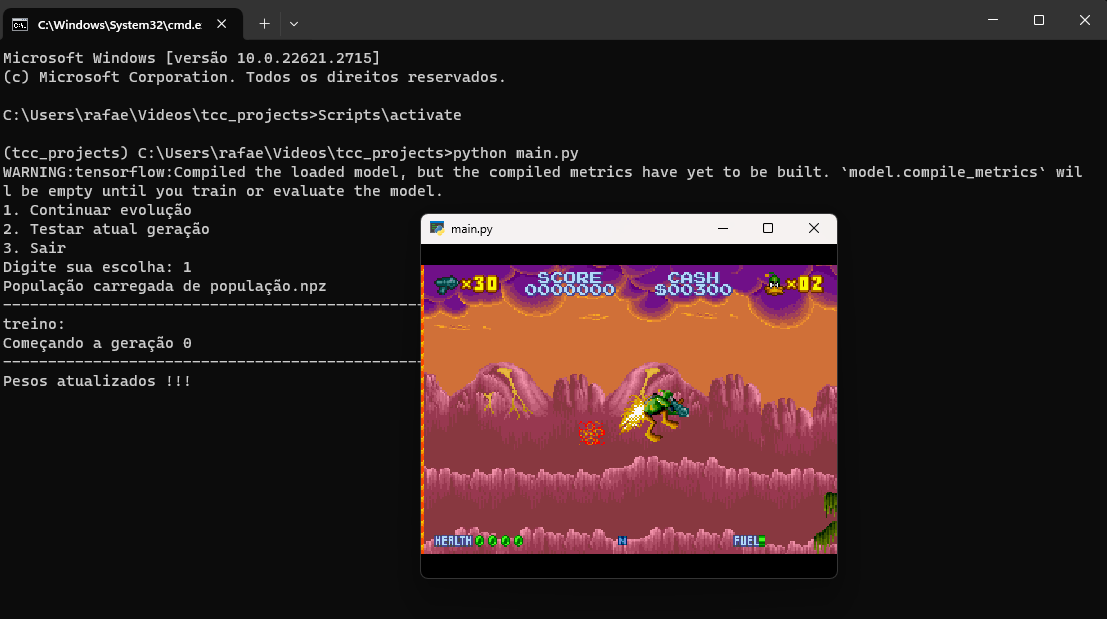 C:\Windows\System32\cmd.e
Microsoft Windows [versão 10.0.22621.2715]
(c) Microsoft Corporation. Todos os direitos reservados.
C:\Users\rafae\Videos\tcc_projects>Scripts\activate
(tcc_projects) C:\Users\rafae\Videos\tcc_projects>python main.py
WARNING:tensorflow:Compiled the loaded model, but the compiled metrics have yet to be built. `model.compile_metrics` wil
l be empty until you train or evaluate the model.
1. Continuar evolução
2. Testar atual geração
3. Sair
Digite sua escolha: 1
População carregada de população.npz
treino:
Começando a geração 0
Pesos atualizados !!!
main.py
×30 SCORE CASH ×02
0000000 $00300
HEALTH 0000 N FUEL